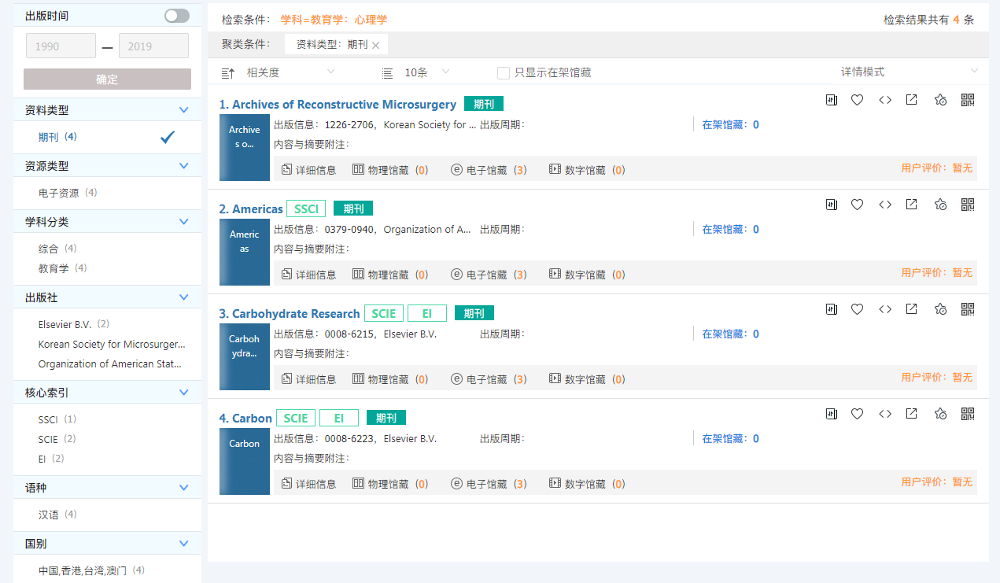 出版时间
1990 — 2019
确定
资料类型
期刊 (4)
资源类型
电子资源 (4)
学科分类
综合 (4)
教育学 (4)
出版社
Elsevier B.V. (2)
Korean Society for Microsurger...
Organization of American Stat...
核心索引
SSCI (1)
SCIE (2)
EI (2)
语种
汉语 (4)
国别
中国,香港,台湾,澳门 (4)
检索条件： 学科=教育学：心理学 检索结果共有 4 条
聚类条件： 资料类型：期刊 ×
相关度 10条 只显示在架馆藏 详情模式
1. Archives of Reconstructive Microsurgery 期刊
Archive
s o...
出版信息：1226-2706，Korean Society for ... 出版周期： 在架馆藏：0
内容与摘要附注：
详细信息 物理馆藏 (0) 电子馆藏 (3) 数字馆藏 (0) 用户评价：暂无
2. Americas SSCI 期刊
Americ
as
出版信息：0379-0940，Organization of A... 出版周期： 在架馆藏：0
内容与摘要附注：
详细信息 物理馆藏 (0) 电子馆藏 (3) 数字馆藏 (0) 用户评价：暂无
3. Carbohydrate Research SCIE EI 期刊
Carboh
ydra...
出版信息：0008-6215，Elsevier B.V. 出版周期： 在架馆藏：0
内容与摘要附注：
详细信息 物理馆藏 (0) 电子馆藏 (3) 数字馆藏 (0) 用户评价：暂无
4. Carbon SCIE EI 期刊
Carbon
出版信息：0008-6223，Elsevier B.V. 出版周期： 在架馆藏：0
内容与摘要附注：
详细信息 物理馆藏 (0) 电子馆藏 (3) 数字馆藏 (0) 用户评价：暂无